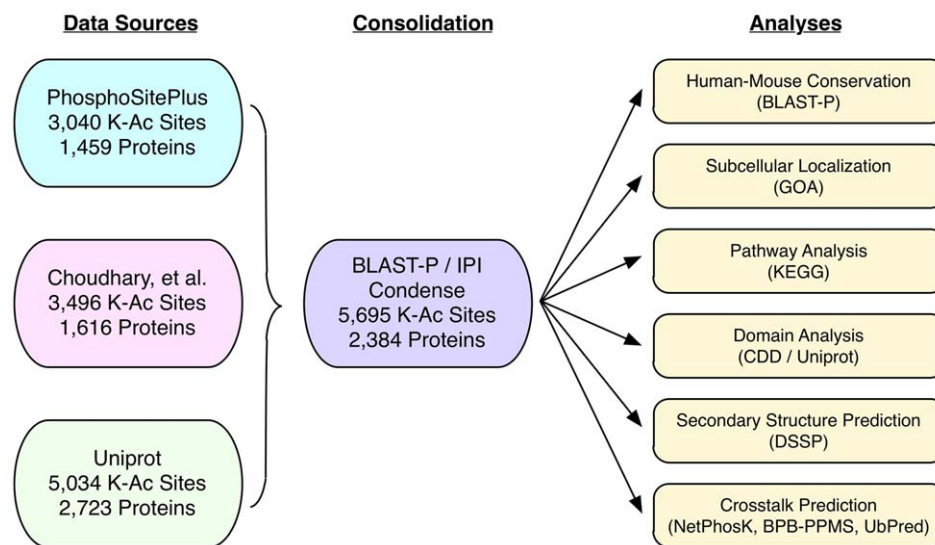 Data Sources
PhosphoSitePlus
3,040 K-Ac Sites
1,459 Proteins
Choudhary, et al.
3,496 K-Ac Sites
1,616 Proteins
Uniprot
5,034 K-Ac Sites
2,723 Proteins
Consolidation
BLAST-P / IPI
Condense
5,695 K-Ac Sites
2,384 Proteins
Analyses
Human-Mouse Conservation
(BLAST-P)
Subcellular Localization
(GOA)
Pathway Analysis
(KEGG)
Domain Analysis
(CDD / Uniprot)
Secondary Structure Prediction
(DSSP)
Crosstalk Prediction
(NetPhosK, BPB-PPMS, UbPred)